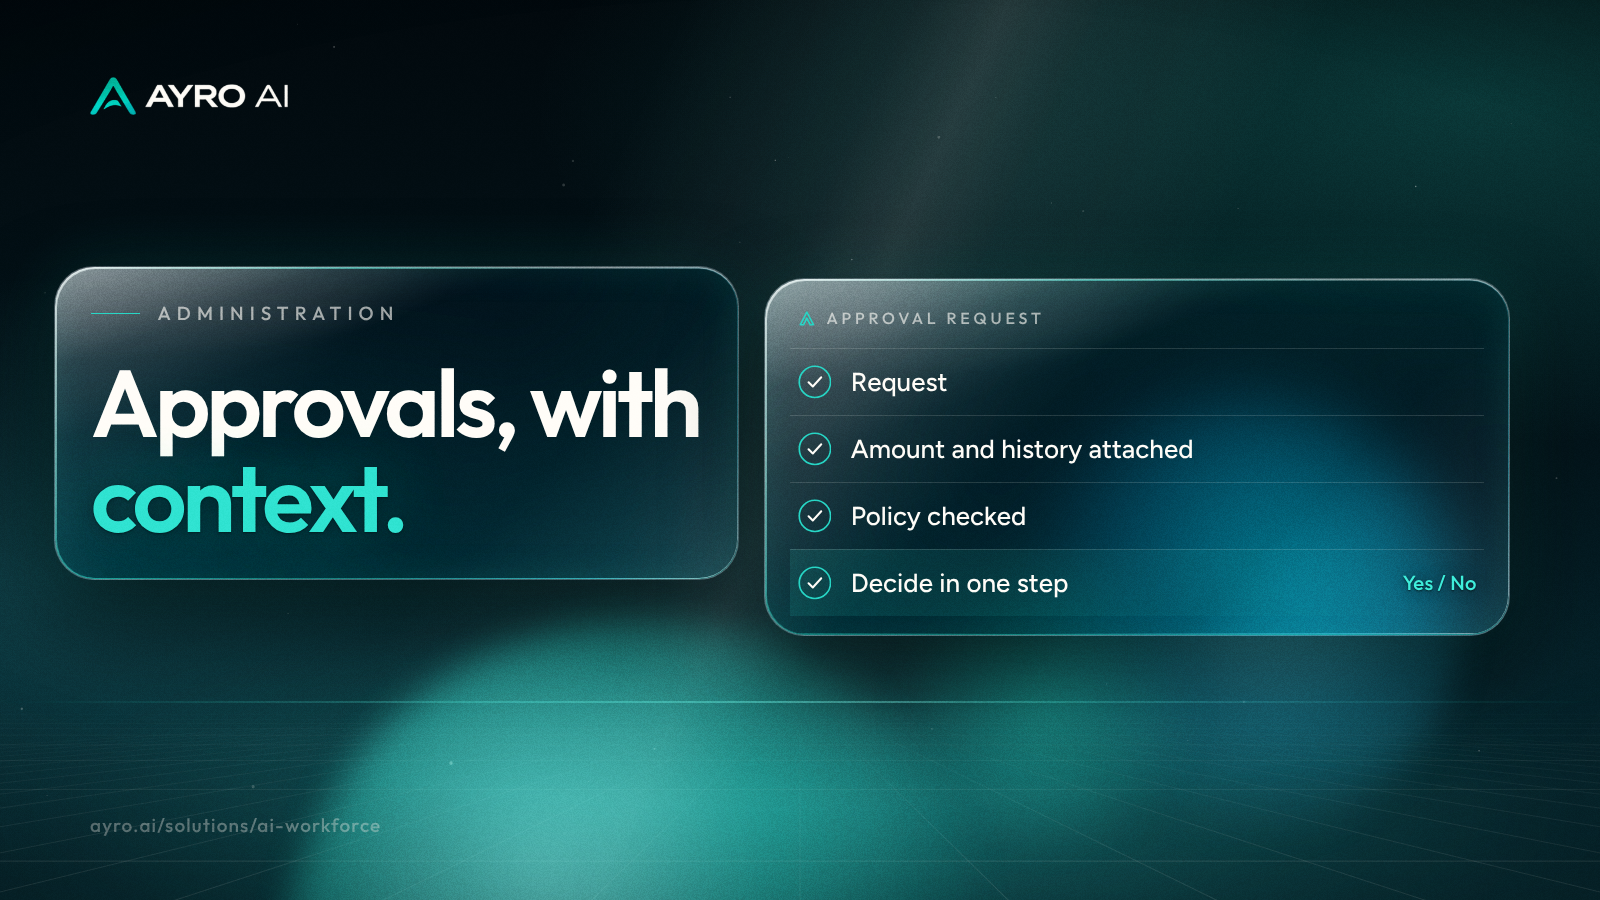 AYRO AI
ADMINISTRATION
Approvals, with
context.
APPROVAL REQUEST
Request
Amount and history attached
Policy checked
Decide in one step
Yes / No
ayro.ai/solutions/ai-workforce